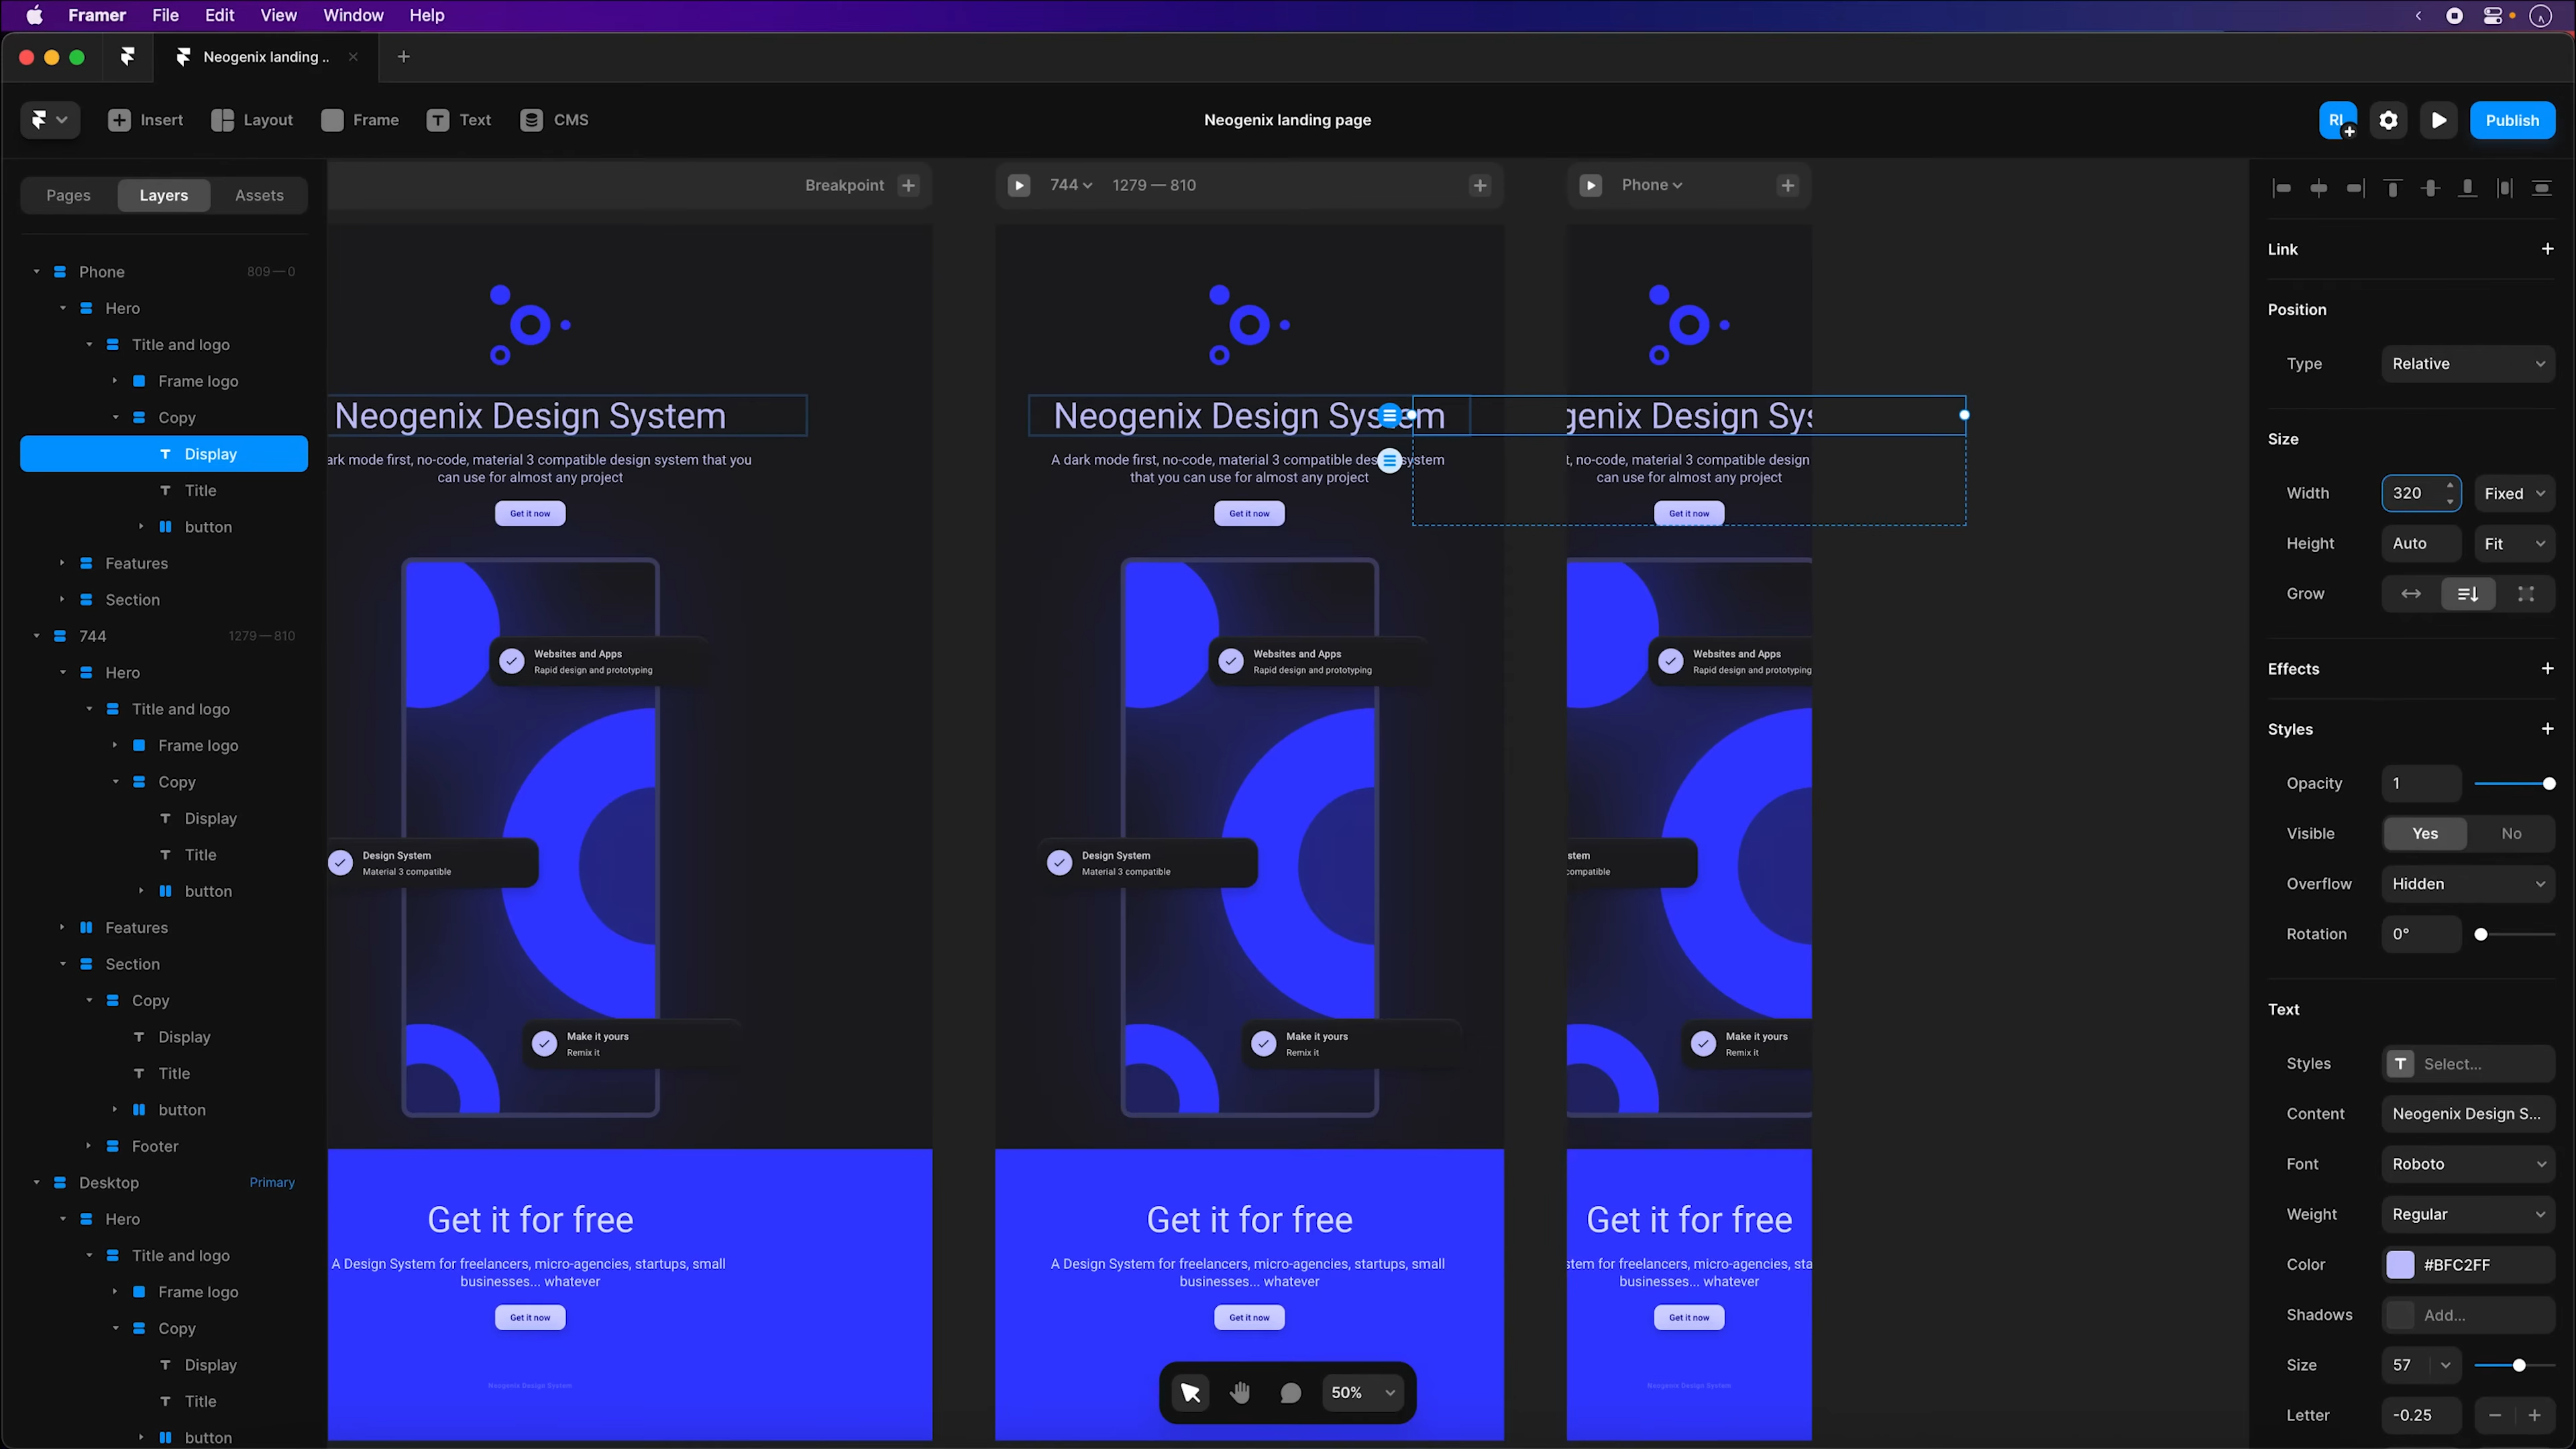 Framer File Edit View Window Help
Neogenix landing ..
Insert Layout Frame Text CMS
Neogenix landing page
RI
Publish
Pages Layers Assets
Phone 809 — 0
Hero
Title and logo
Frame logo
Copy
Display
Title
button
Features
Section
744 1279 — 810
Hero
Title and logo
Frame logo
Copy
Display
Title
button
Features
Section
Copy
Display
Title
button
Footer
Desktop Primary
Hero
Title and logo
Frame logo
Copy
Display
Title
button
Breakpoint
Neogenix Design System
ark mode first, no-code, material 3 compatible design system that you
can use for almost any project
Get it now
Websites and Apps
Rapid design and prototyping
Design System
Material 3 compatible
Make it yours
Remix it
Get it for free
A Design System for freelancers, micro-agencies, startups, small
businesses... whatever
Get it now
Neogenix Design System
744 1279 — 810
Neogenix Design System
A dark mode first, no-code, material 3 compatible des system
that you can use for almost any project
Get it now
Websites and Apps
Rapid design and prototyping
Design System
Material 3 compatible
Make it yours
Remix it
Get it for free
A Design System for freelancers, micro-agencies, startups, small
businesses... whatever
Get it now
50%
Phone
genix Design Sys
t, no-code, material 3 compatible design
can use for almost any project
Get it now
Websites and Apps
Rapid design and prototyping
stem
compatible
Make it yours
Remix it
Get it for free
stem for freelancers, micro-agencies, sta
businesses... whatever
Get it now
Neogenix Design System
Link
Position
Type Relative
Size
Width 320 Fixed
Height Auto Fit
Grow
Effects
Styles
Opacity 1
Visible Yes No
Overflow Hidden
Rotation 0°
Text
Styles T Select...
Content Neogenix Design S...
Font Roboto
Weight Regular
Color #BFC2FF
Shadows Add...
Size 57
Letter -0.25